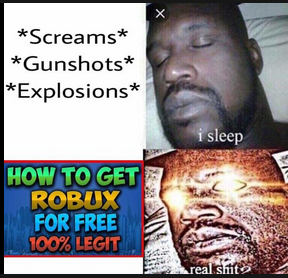 *Screams*
*Gunshots*
*Explosions*
i sleep
HOW TO GET
ROBUX
FOR FREE
100% LEGIT
real shit?